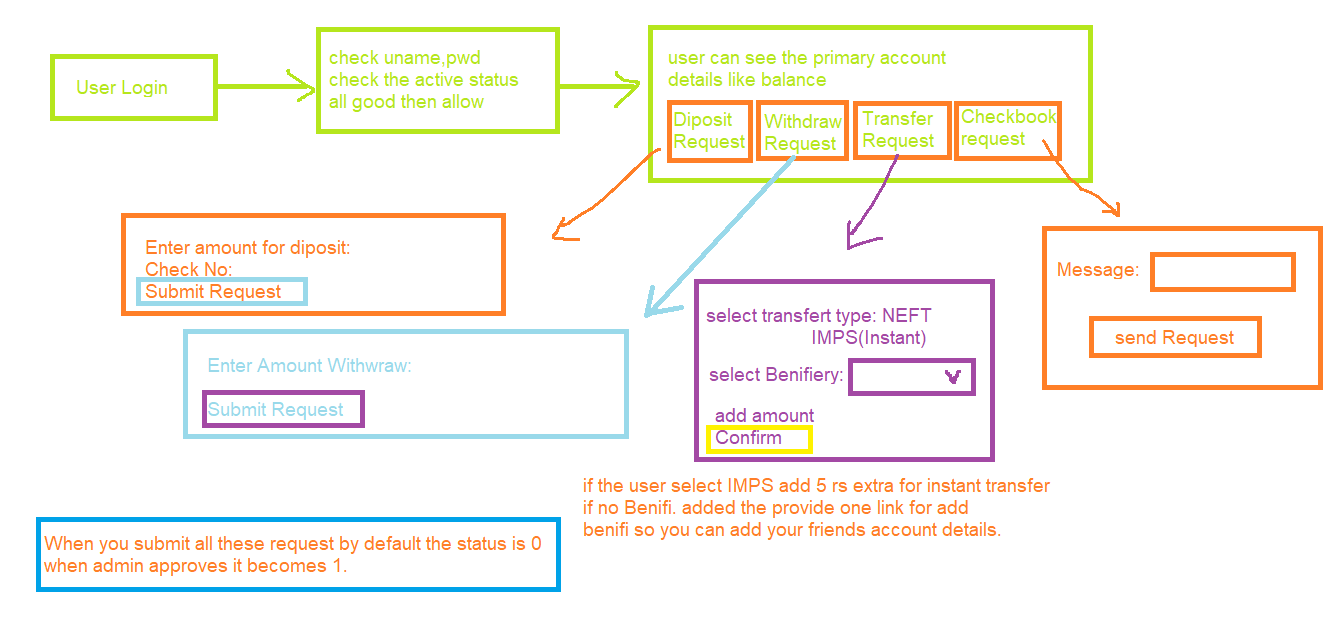 User Login
check uname,pwd
check the active status
all good then allow
user can see the primary account
details like balance
Diposit
Request
Withdraw
Request
Transfer
Request
Checkbook
request
Enter amount for diposit:
Check No:
Submit Request
Enter Amount Withwraw:
Submit Request
select transfert type: NEFT
IMPS(Instant)
select Benifiery:
add amount
Confirm
Message:
send Request
if the user select IMPS add 5 rs extra for instant transfer
if no Benifi. added the provide one link for add
benifi so you can add your friends account details.
When you submit all these request by default the status is 0
when admin approves it becomes 1.